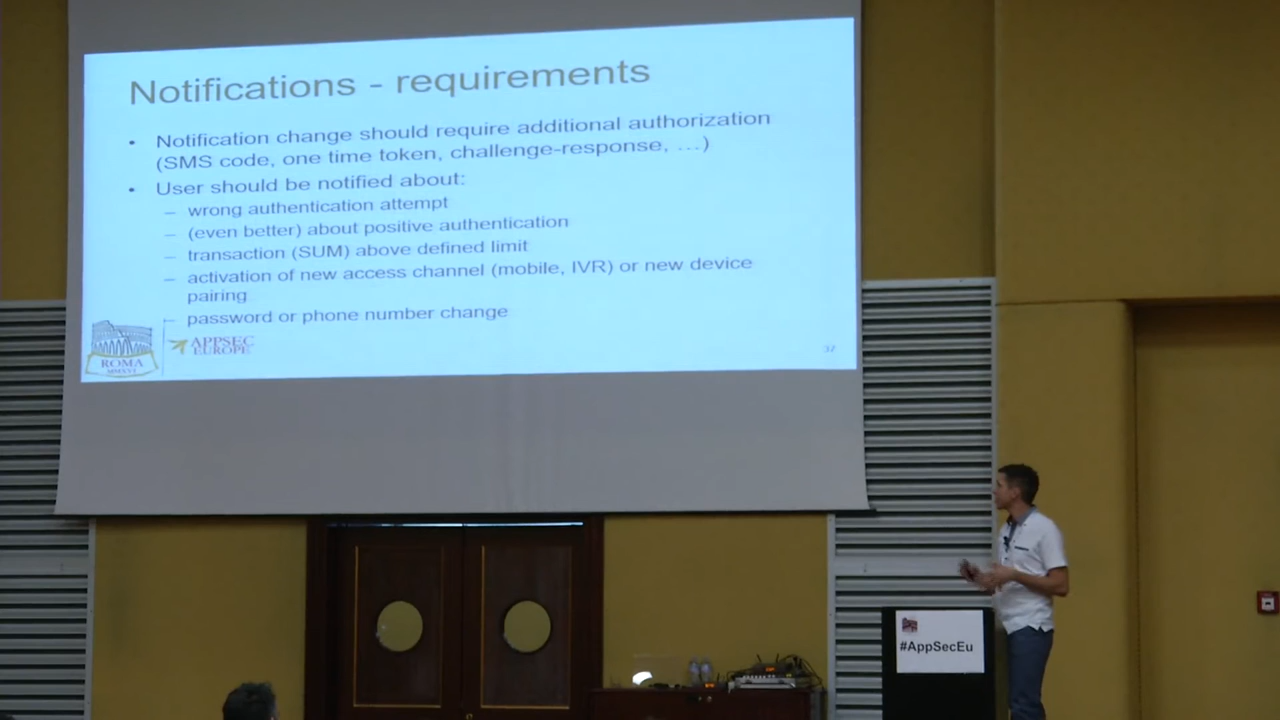 Notifications - requirements
• Notification change should require additional authorization
(SMS code, one time token, challenge-response, …)
• User should be notified about:
– wrong authentication attempt
– (even better) about positive authentication
– transaction (SUM) above defined limit
– activation of new access channel (mobile, IVR) or new device
pairing
– password or phone number change
ROMA
MMXVI
APPSEC
EUROPE
37
#AppSecEu